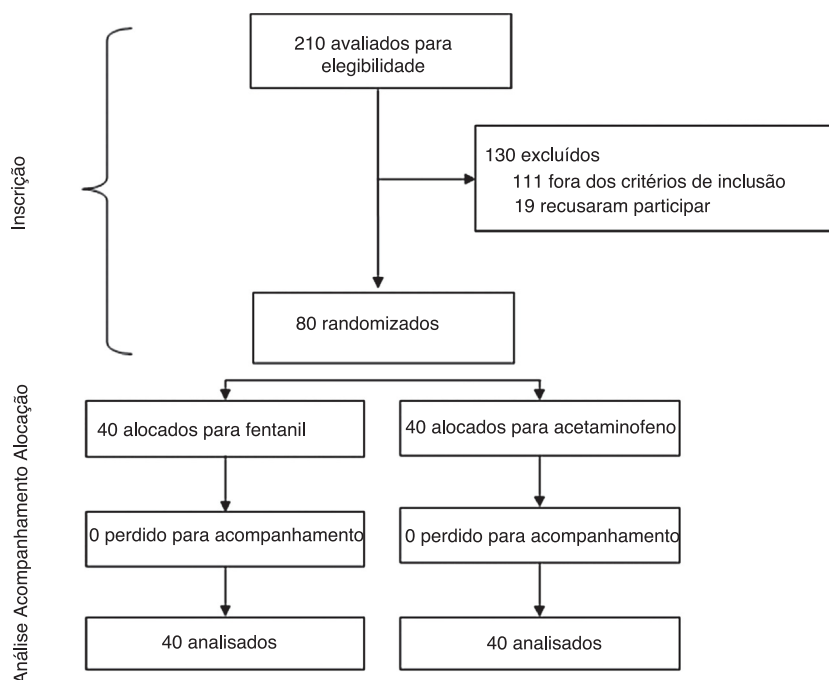 210 avaliados para
elegibilidade
Inscrição
130 excluídos
111 fora dos critérios de inclusão
19 recusaram participar
80 randomizados
Análise Acompanhamento Alocação
40 alocados para fentanil
40 alocados para acetaminofeno
0 perdido para acompanhamento
0 perdido para acompanhamento
40 analisados
40 analisados